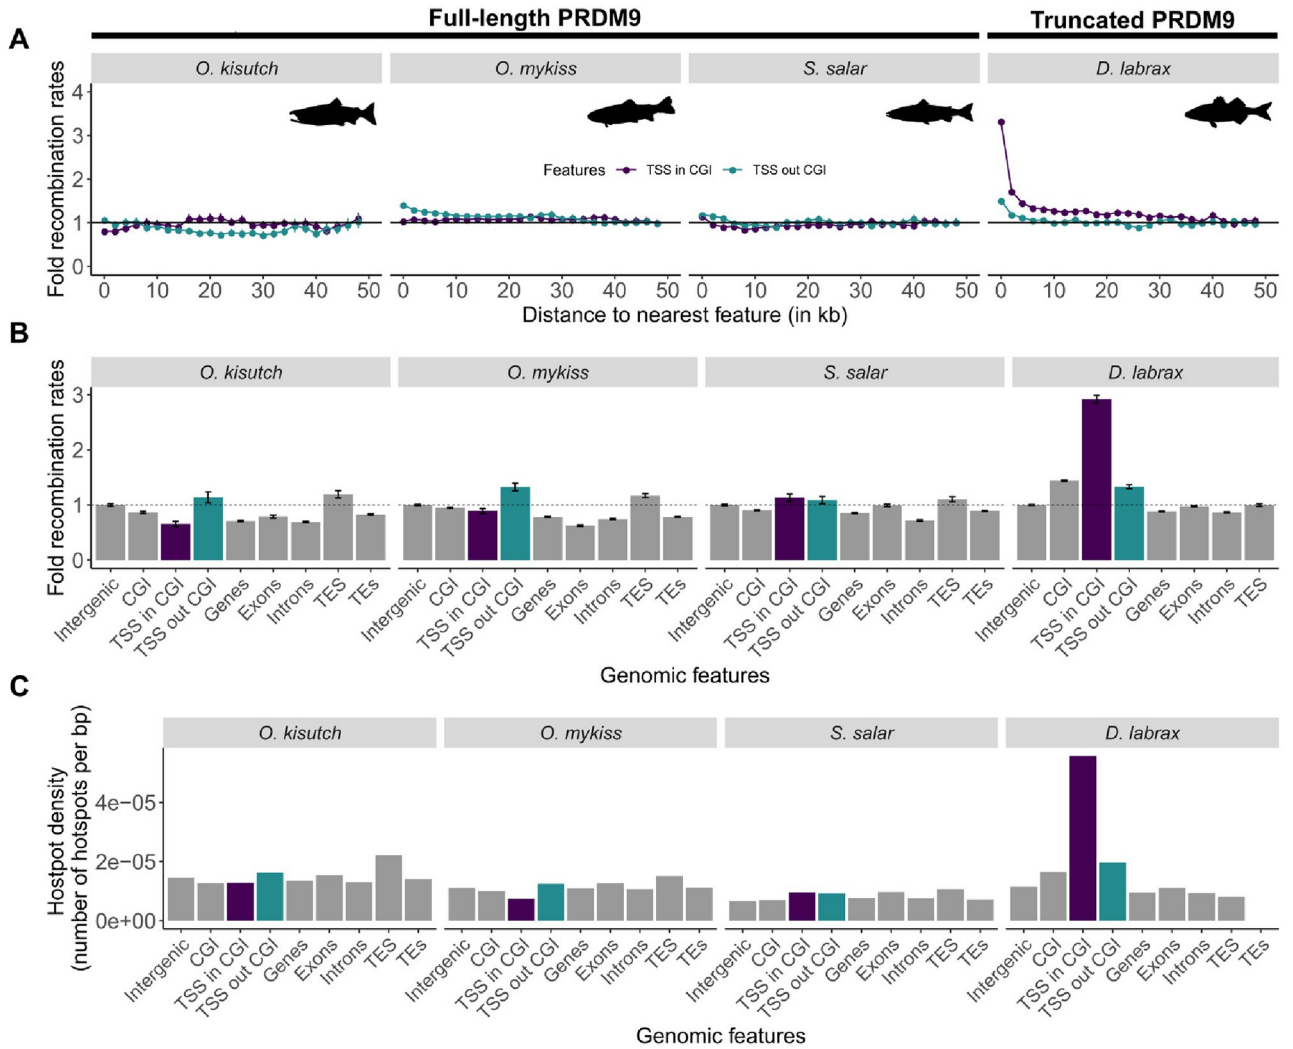 Full-length PRDM9 Truncated PRDM9
A
O. kisutch O. mykiss S. salar D. labrax
Fold recombination rates
4
3
2
1
0
Features TSS in CGI TSS out CGI
0 10 20 30 40 50 0 10 20 30 40 50 0 10 20 30 40 50 0 10 20 30 40 50
Distance to nearest feature (in kb)
B
O. kisutch O. mykiss S. salar D. labrax
Fold recombination rates
3
2
1
0
Intergenic CGI TSS in CGI TSS out CGI Genes Exons Introns TES TEs Intergenic CGI TSS in CGI TSS out CGI Genes Exons Introns TES TEs Intergenic CGI TSS in CGI TSS out CGI Genes Exons Introns TES TEs Intergenic CGI TSS in CGI TSS out CGI Genes Exons Introns TES
Genomic features
C
O. kisutch O. mykiss S. salar D. labrax
Hostpot density
(number of hotspots per bp)
4e−05
2e−05
0e+00
Intergenic CGI TSS in CGI TSS out CGI Genes Exons Introns TES TEs Intergenic CGI TSS in CGI TSS out CGI Genes Exons Introns TES TEs Intergenic CGI TSS in CGI TSS out CGI Genes Exons Introns TES TEs Intergenic CGI TSS in CGI TSS out CGI Genes Exons Introns TES TEs
Genomic features